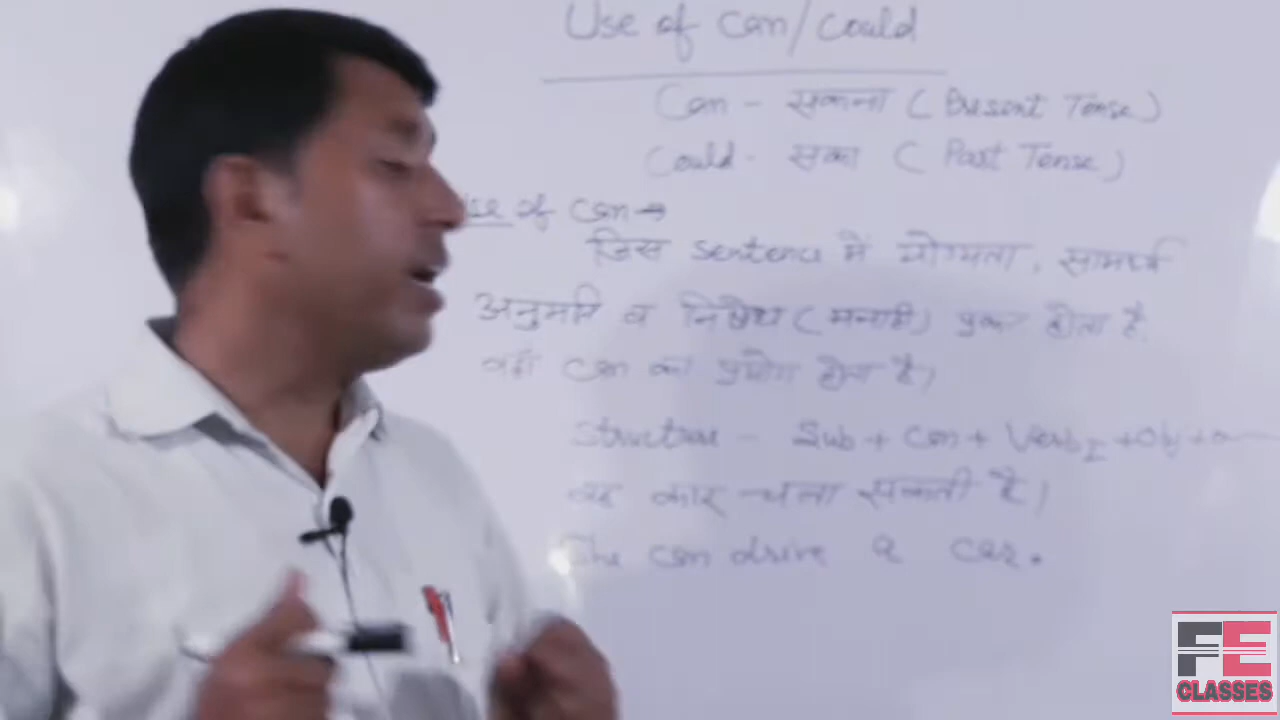 Use of Can/Could
Can - सकना (Present Tense)
Could - सका (Past Tense)
Use of Can →
जिस sentence में योग्यता, सामर्थ्य
अनुमति व निषेध (मनाही) प्रकट होता है,
वहाँ Can का प्रयोग होता है।
Structure - Sub + Can + Verb I + Obj +
वह कार चला सकती है।
She can drive a car.
FE
CLASSES